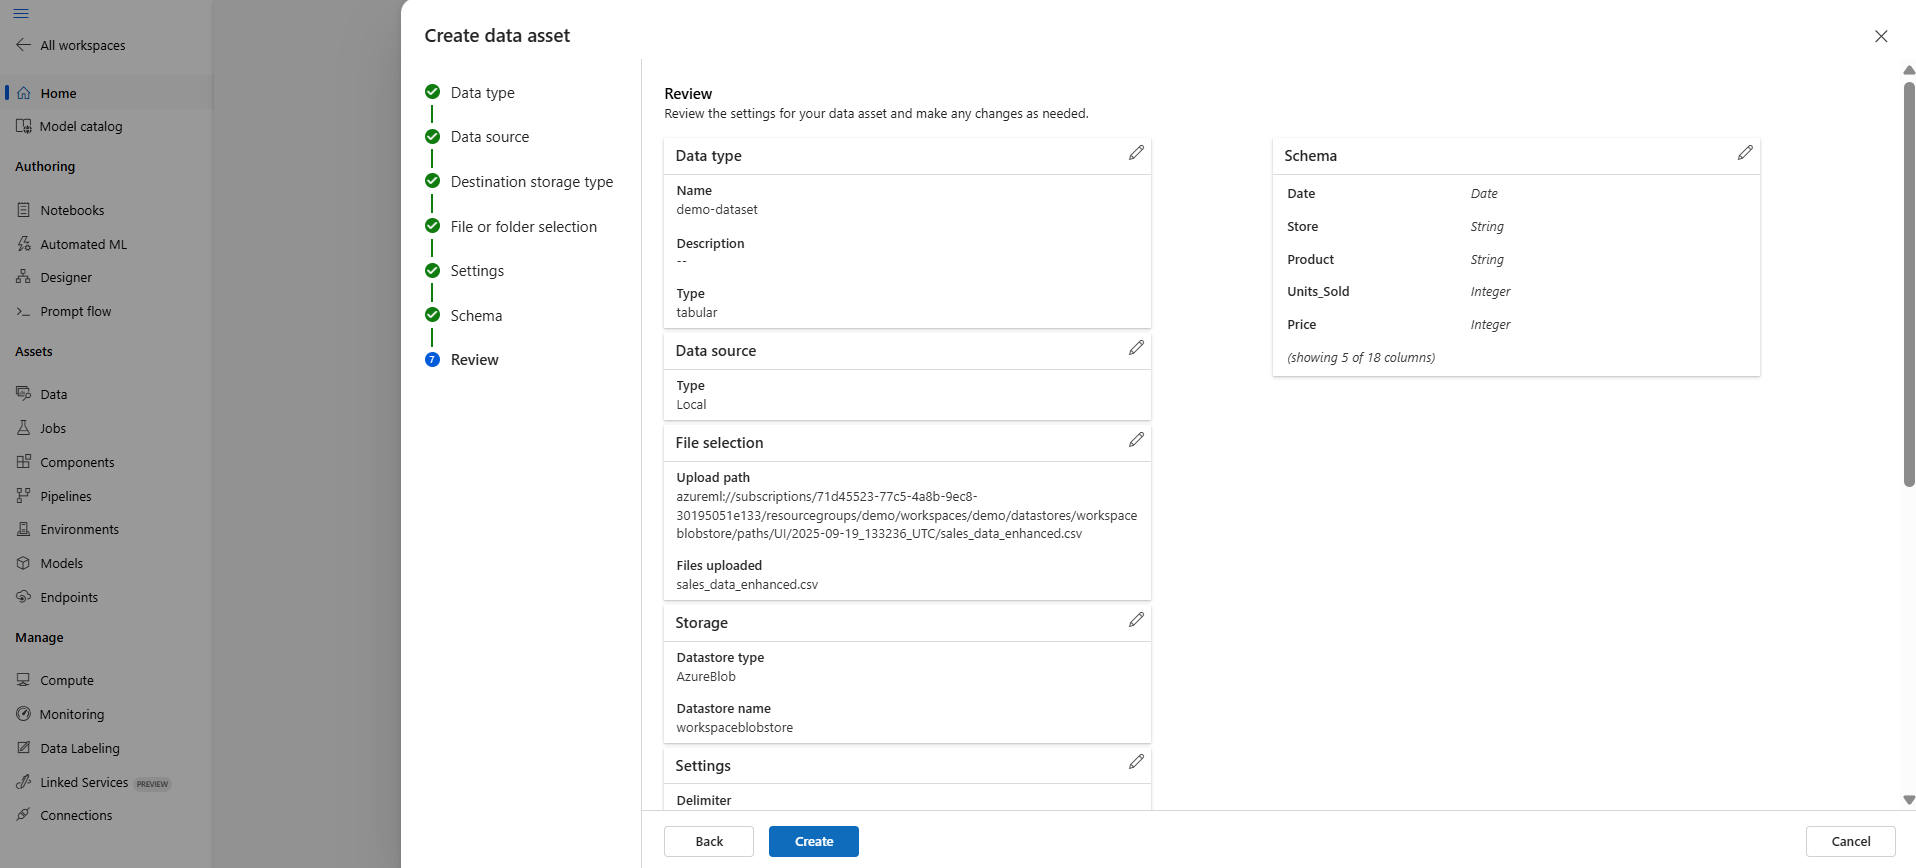 All workspaces
Home
Model catalog
Authoring
Notebooks
Automated ML
Designer
Prompt flow
Assets
Data
Jobs
Components
Pipelines
Environments
Models
Endpoints
Manage
Compute
Monitoring
Data Labeling
Linked Services PREVIEW
Connections
Create data asset
Data type
Data source
Destination storage type
File or folder selection
Settings
Schema
7 Review
Review
Review the settings for your data asset and make any changes as needed.
Data type
Name
demo-dataset
Description
--
Type
tabular
Data source
Type
Local
File selection
Upload path
azureml://subscriptions/71d45523-77c5-4a8b-9ec8-
30195051e133/resourcegroups/demo/workspaces/demo/datastores/workspace
blobstore/paths/UI/2025-09-19_133236_UTC/sales_data_enhanced.csv
Files uploaded
sales_data_enhanced.csv
Storage
Datastore type
AzureBlob
Datastore name
workspaceblobstore
Settings
Delimiter
Schema
Date Date
Store String
Product String
Units_Sold Integer
Price Integer
(showing 5 of 18 columns)
Back
Create
Cancel